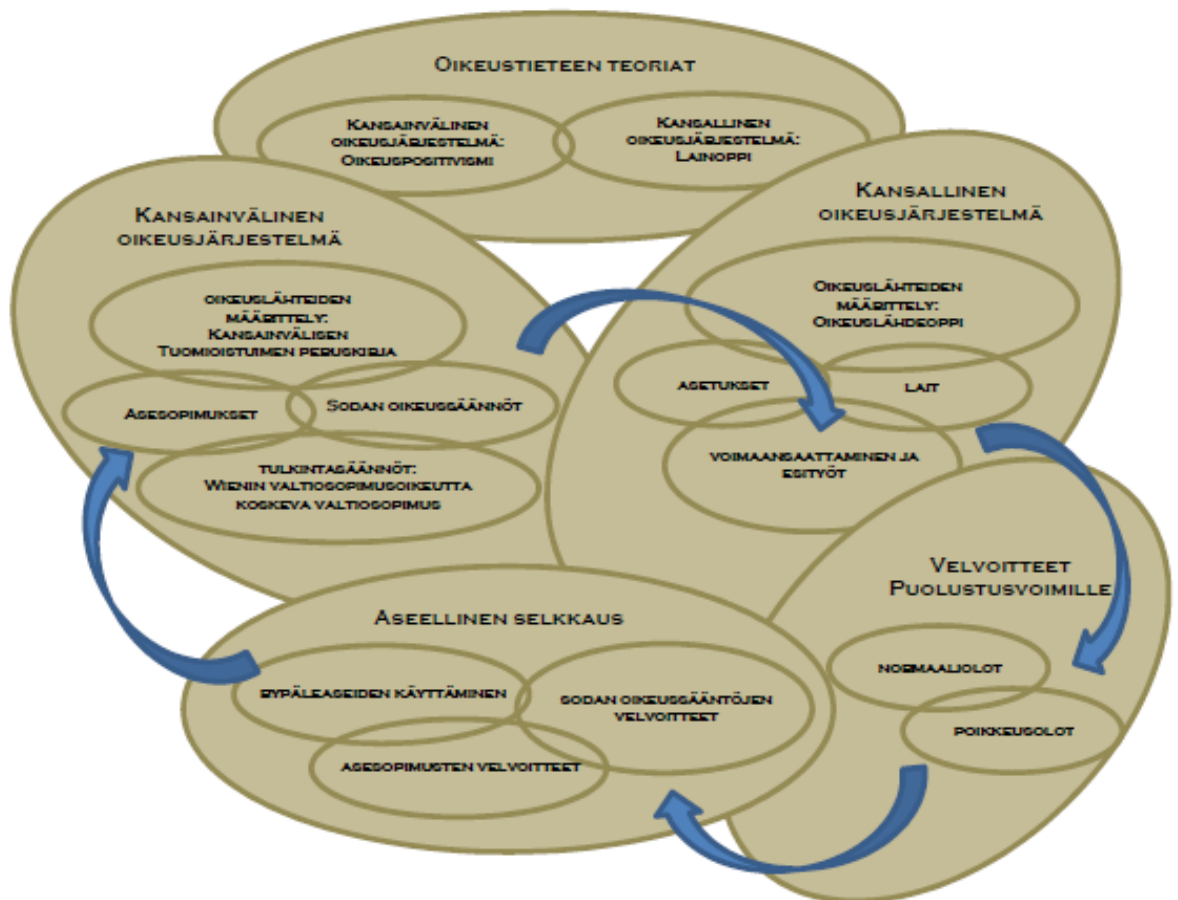 OIKEUSTIETEEN TEORIAT
KANSAINVÄLINEN
OIKEUSJÄRJESTELMÄ:
OIKEUSPOSITIVISMI
KANSALLINEN
OIKEUSJÄRJESTELMÄ:
LAINOPPI
KANSAINVÄLINEN
OIKEUSJÄRJESTELMÄ
OIKEUSLÄHTEIDEN
MÄÄRITTELY:
KANSAINVÄLISEN
TUOMIOISTUIMEN PERUSKIRJA
ASESOPIMUKSET
SODAN OIKEUSSÄÄNNÖT
TULKINTASÄÄNNÖT:
WIENIN VALTIOSOPIMUSOIKEUTTA
KOSKEVA VALTIOSOPIMUS
KANSALLINEN
OIKEUSJÄRJESTELMÄ
OIKEUSLÄHTEIDEN
MÄÄRITTELY:
OIKEUSLÄHDEOPPI
ASETUKSET
LAIT
VOIMAANSAATTAMINEN JA
ESITYÖT
VELVOITTEET
PUOLUSTUSVOIMILLE
NORMAALIOLOT
POIKKEUSOLOT
ASEELLINEN SELKKAUS
RYPÄLEASEIDEN KÄYTTÄMINEN
SODAN OIKEUSSÄÄNTÖJEN
VELVOITTEET
ASESOPIMUSTEN VELVOITTEET